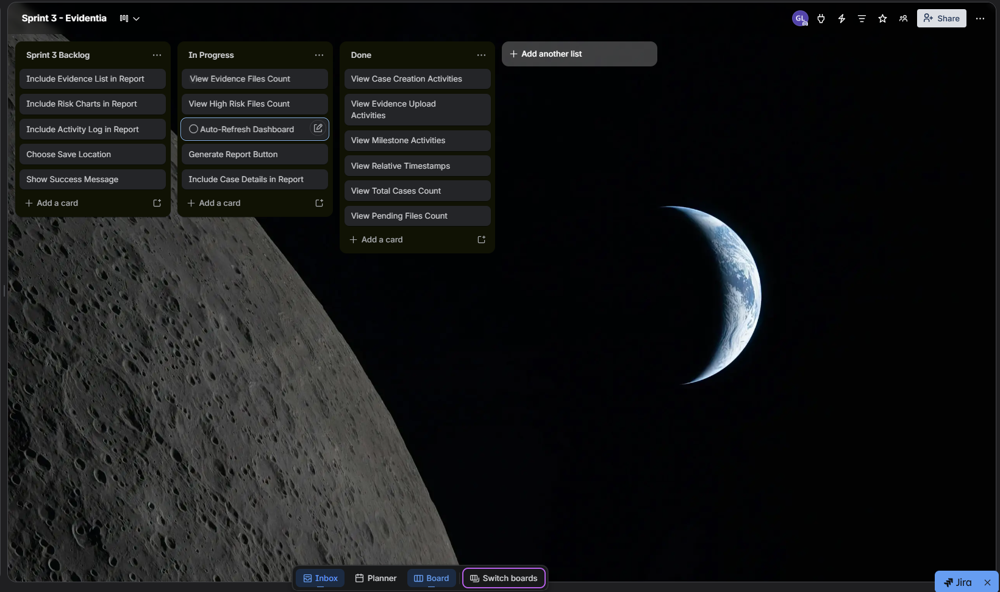 Sprint 3 - Evidentia
GL
Share
Sprint 3 Backlog
Include Evidence List in Report
Include Risk Charts in Report
Include Activity Log in Report
Choose Save Location
Show Success Message
Add a card
In Progress
View Evidence Files Count
View High Risk Files Count
Auto-Refresh Dashboard
Generate Report Button
Include Case Details in Report
Add a card
Done
View Case Creation Activities
View Evidence Upload
Activities
View Milestone Activities
View Relative Timestamps
View Total Cases Count
View Pending Files Count
Add a card
Add another list
Inbox
Planner
Board
Switch boards
Jira